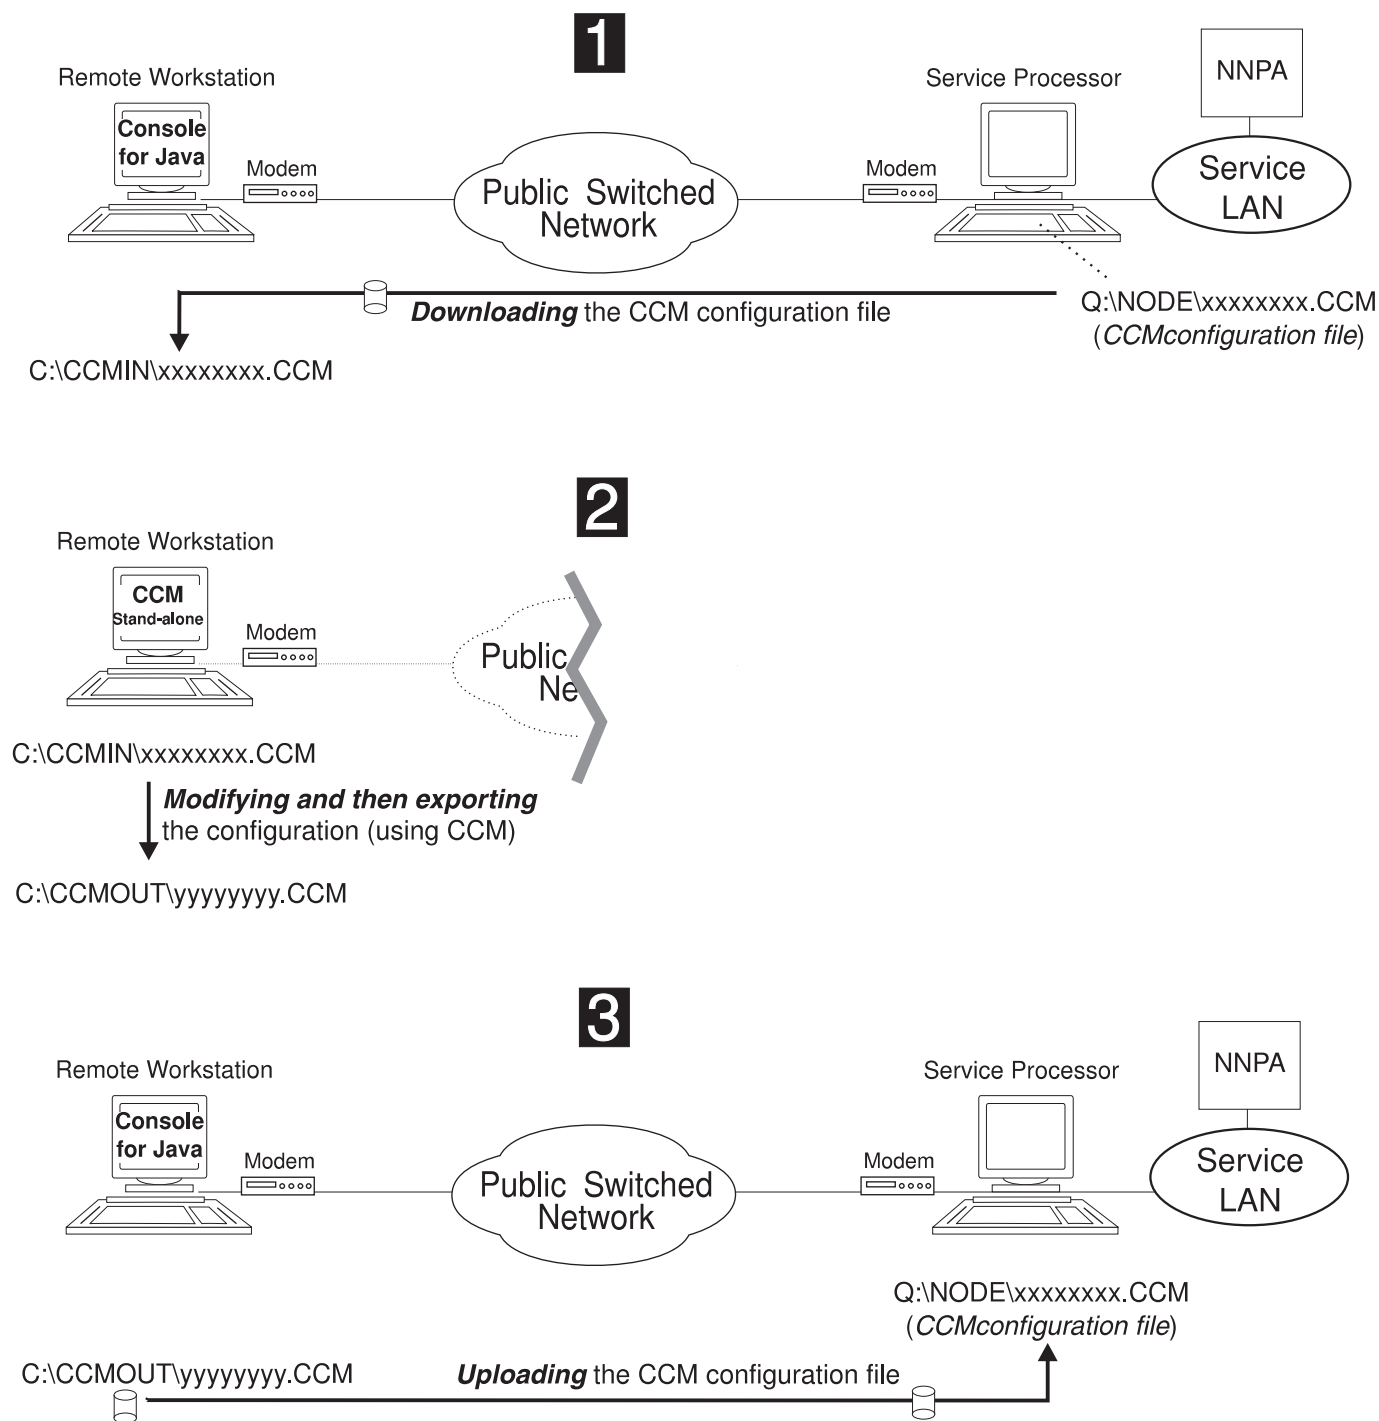 1
Remote Workstation
Service Processor
NNPA
Console
for Java
Modem
Public Switched
Network
Modem
Service
LAN
Downloading the CCM configuration file
Q:\NODE\xxxxxxxx.CCM
(CCMconfiguration file)
C:\CCMIN\xxxxxxxx.CCM
2
Remote Workstation
CCM
Stand-alone
Modem
Public
Ne
C:\CCMIN\xxxxxxxx.CCM
Modifying and then exporting
the configuration (using CCM)
C:\CCMOUT\yyyyyyyy.CCM
3
Remote Workstation
Service Processor
NNPA
Console
for Java
Modem
Public Switched
Network
Modem
Service
LAN
Q:\NODE\xxxxxxxx.CCM
(CCMconfiguration file)
C:\CCMOUT\yyyyyyyy.CCM
Uploading the CCM configuration file